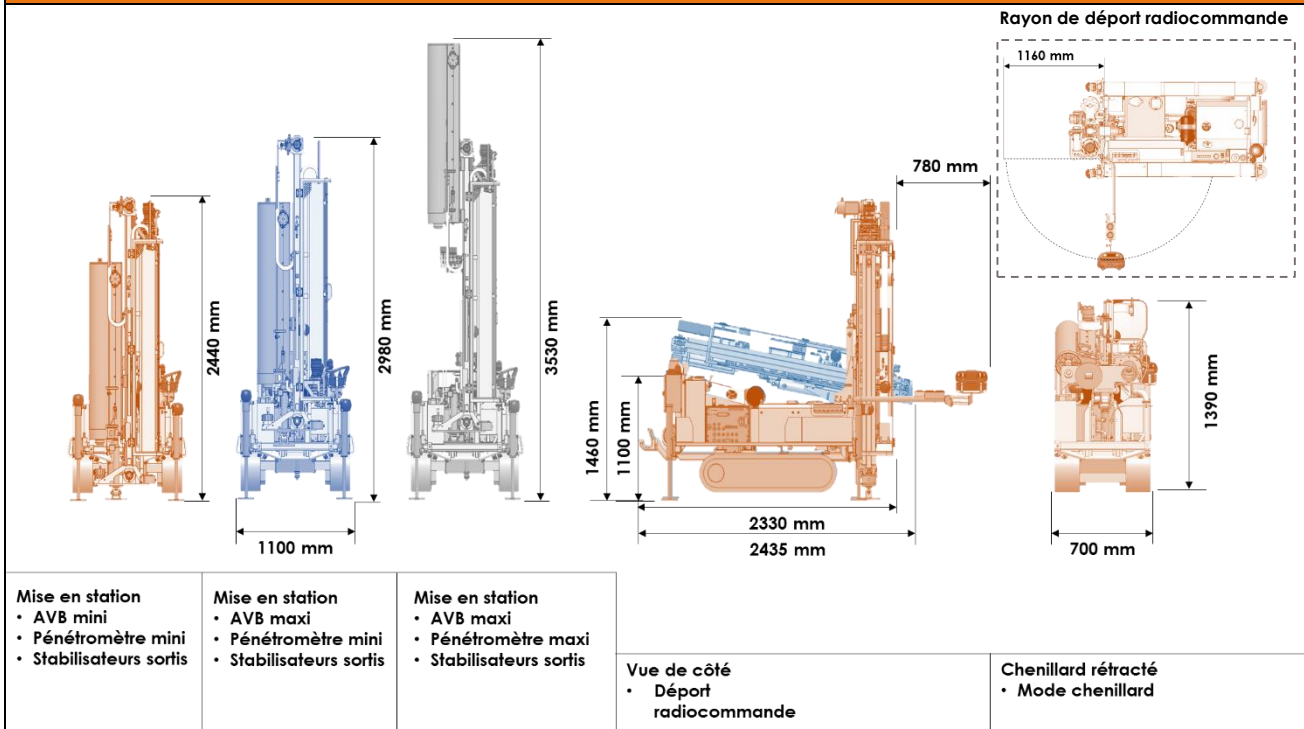 Rayon de déport radiocommande
1160 mm
780 mm
2440 mm
2980 mm
3530 mm
1460 mm
1100 mm
1390 mm
1100 mm
2330 mm
2435 mm
700 mm
Mise en station
• AVB mini
• Pénétromètre mini
• Stabilisateurs sortis
Mise en station
• AVB maxi
• Pénétromètre mini
• Stabilisateurs sortis
Mise en station
• AVB maxi
• Pénétromètre maxi
• Stabilisateurs sortis
Vue de côté
• Déport
radiocommande
Chenillard rétracté
• Mode chenillard